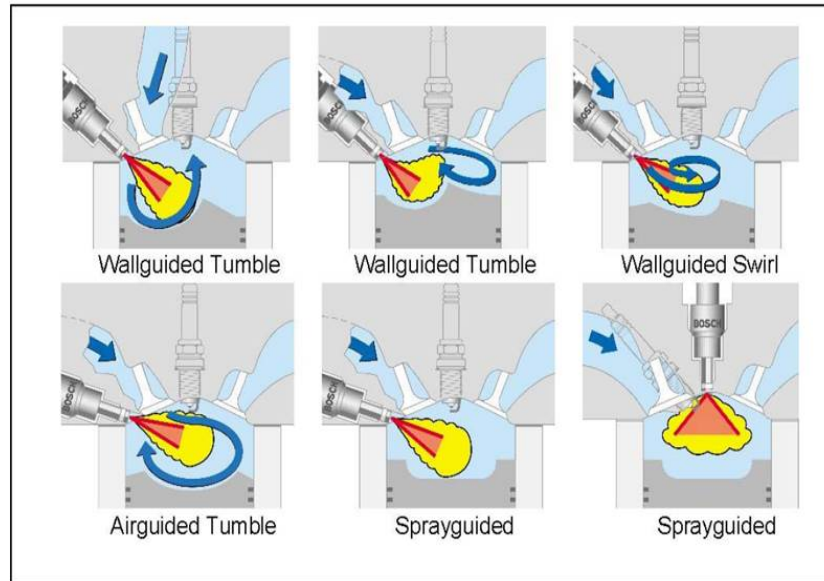 BOSCH
BOSCH
BOSCH
Wallguided Tumble
Wallguided Tumble
Wallguided Swirl
BOSCH
BOSCH
BOSCH
Airguided Tumble
Sprayguided
Sprayguided